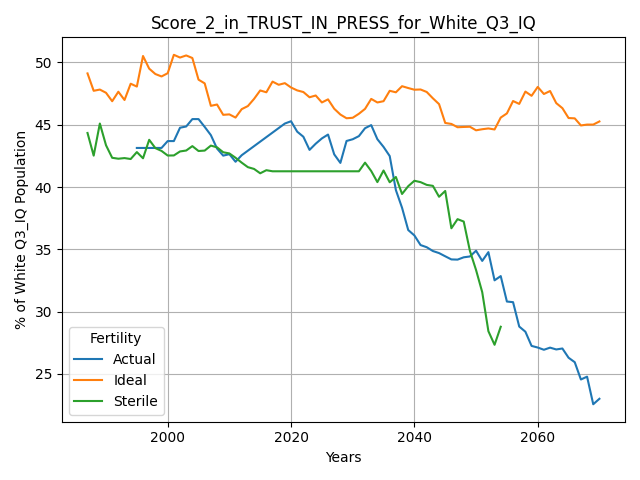 Score_2_in_TRUST_IN_PRESS_for_White_Q3_IQ
% of White Q3_IQ Population
50
45
40
35
30
25
Fertility
Actual
Ideal
Sterile
2000
2020
2040
2060
Years